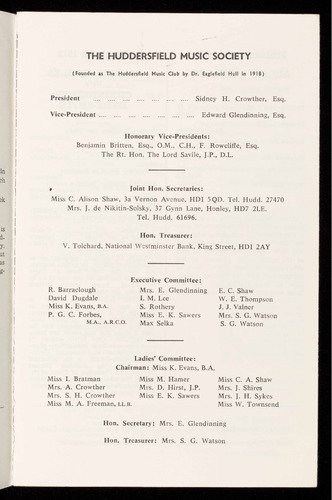 THE HUDDERSFIELD MUSIC SOCIETY
(Founded as The Huddersfield Music Club by Dr. Eaglefield Hull in 1918)
President .... .... .... .... .... .... Sidney H. Crowther, Esq.
Vice-President .... .... .... .... .... Edward Glendinning, Esq.
Honorary Vice-Presidents:
Benjamin Britten, Esq., O.M., C.H., F. Rowcliffe, Esq.
The Rt. Hon. The Lord Savile, J.P., D.L.
Joint Hon. Secretaries:
Miss C. Alison Shaw, 3a Vernon Avenue, HD1 5QD. Tel. Hudd. 27470
Mrs. J. de Nikitin-Solsky, 37 Gynn Lane, Honley, HD7 2LE.
Tel. Hudd. 61696.
Hon. Treasurer:
V. Tolchard, National Westminster Bank, King Street, HD1 2AY
Executive Committee:
R. Barraclough Mrs. E. Glendinning E. C. Shaw
David Dugdale I. M. Lee W. E. Thompson
Miss K. Evans, B.A. S. Rothery J. J. Valner
P. G. C. Forbes, Miss E. K. Sawers Mrs. S. G. Watson
M.A., A.R.C.O. Max Selka S. G. Watson
Ladies' Committee:
Chairman: Miss K. Evans, B.A.
Miss I. Bratman Miss M. Hamer Miss C. A. Shaw
Mrs. A. Crowther Mrs. D. Hirst, J.P. Mrs. J. Shires
Mrs. S. H. Crowther Miss E. K. Sawers Mrs. J. H. Sykes
Miss M. A. Freeman, LL.B. Miss W. Townsend
Hon. Secretary: Mrs. E. Glendinning
Hon. Treasurer: Mrs. S. G. Watson